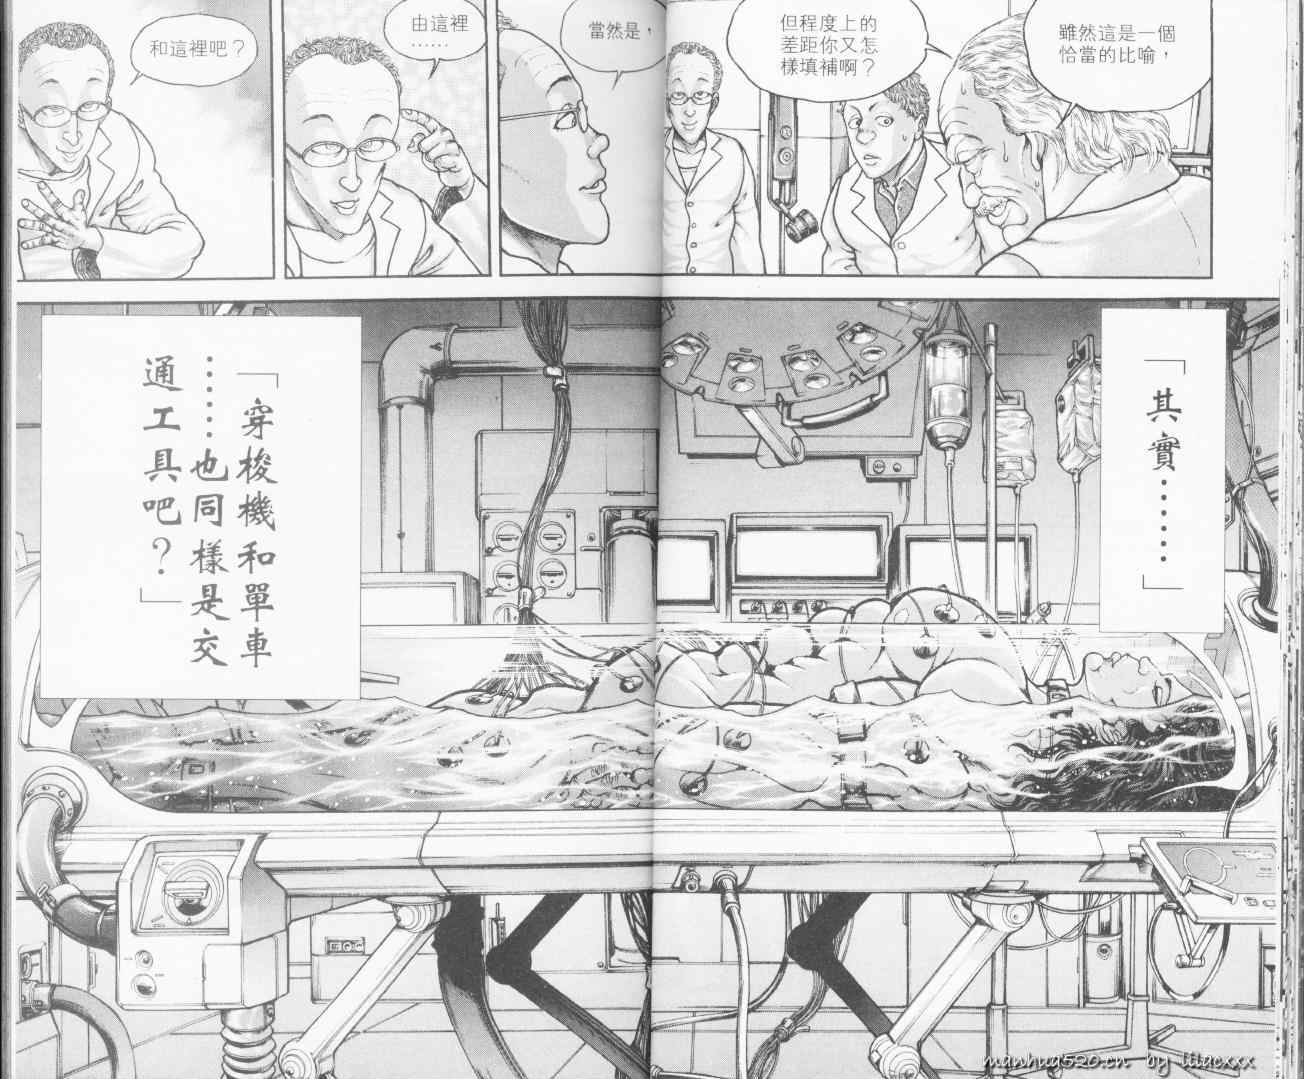 雖然這是一個
恰當的比喻，
但程度上的
差距你又怎
樣填補啊？
當然是，
由這裡
……
和這裡吧？
「其實……」
「穿梭機和單車
……也同樣是交
通工具吧？」
manhua520.cn by lilacxxx